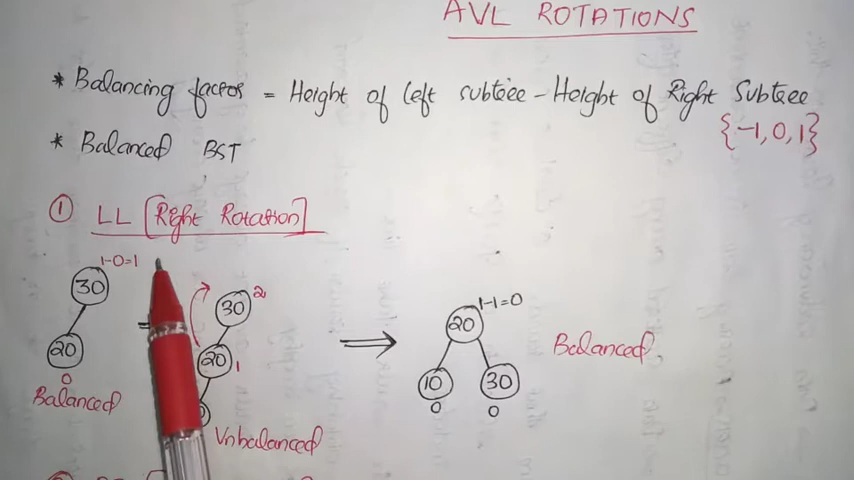 AVL ROTATIONS
* Balancing factor = Height of left subtree - Height of Right Subtree
{-1, 0, 1}
* Balanced BST
① LL [Right Rotation]
1-0=1
30
20
0
Balanced
30 2
20 1
Unbalanced
1-1=0
20
10 30
0 0
Balanced